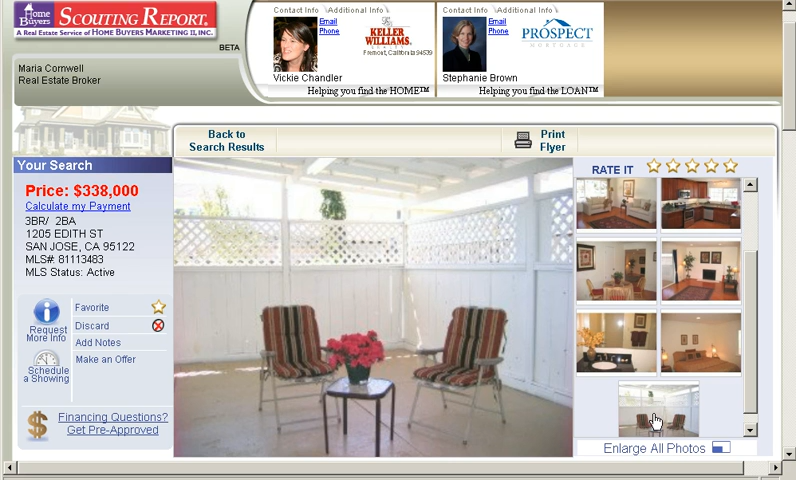 Home Buyers SCOUTING REPORT®
A Real Estate Service of HOME BUYERS MARKETING II, INC.
BETA
Maria Cornwell
Real Estate Broker
Contact Info Additional Info
Email
Phone
KELLER WILLIAMS
REALTY
Fremont, California 94539
Vickie Chandler
Helping you find the HOME™
Contact Info Additional Info
Email
Phone
PROSPECT
MORTGAGE
Stephanie Brown
Helping you find the LOAN™
Back to
Search Results
Print
Flyer
Your Search
Price: $338,000
Calculate my Payment
3BR/ 2BA
1205 EDITH ST
SAN JOSE, CA 95122
MLS# 81113483
MLS Status: Active
Request
More Info
Schedule
a Showing
Favorite
Discard
Add Notes
Make an Offer
Financing Questions?
Get Pre-Approved
RATE IT
Enlarge All Photos